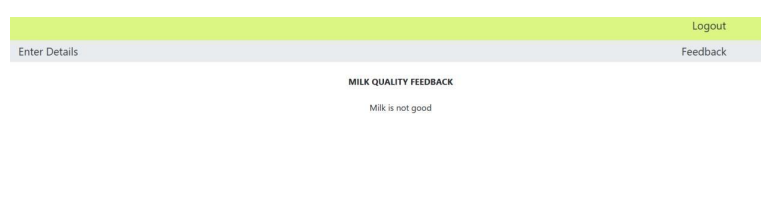 Logout
Enter Details Feedback
MILK QUALITY FEEDBACK
Milk is not good